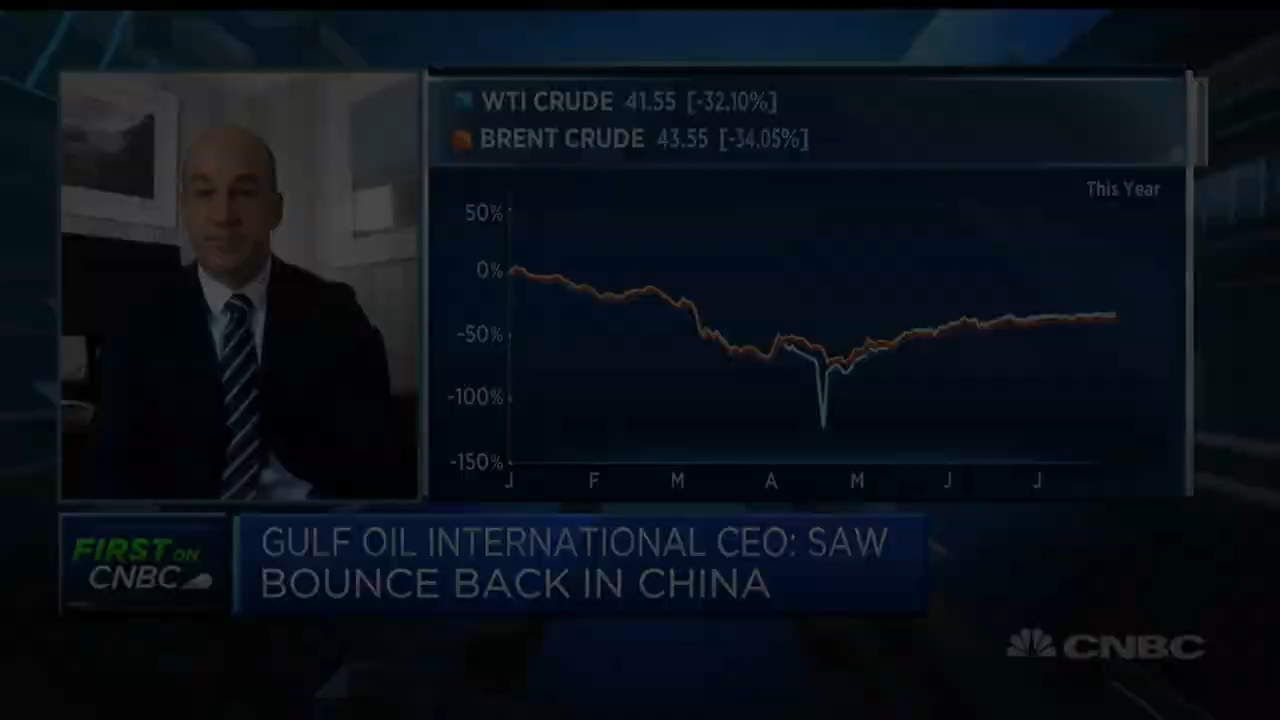 WTI CRUDE 41.55 [-32.10%]
BRENT CRUDE 43.55 [-34.05%]
This Year
50%
0%
-50%
-100%
-150%
J F M A M J J
FIRST ON
CNBC
GULF OIL INTERNATIONAL CEO: SAW
BOUNCE BACK IN CHINA
CNBC